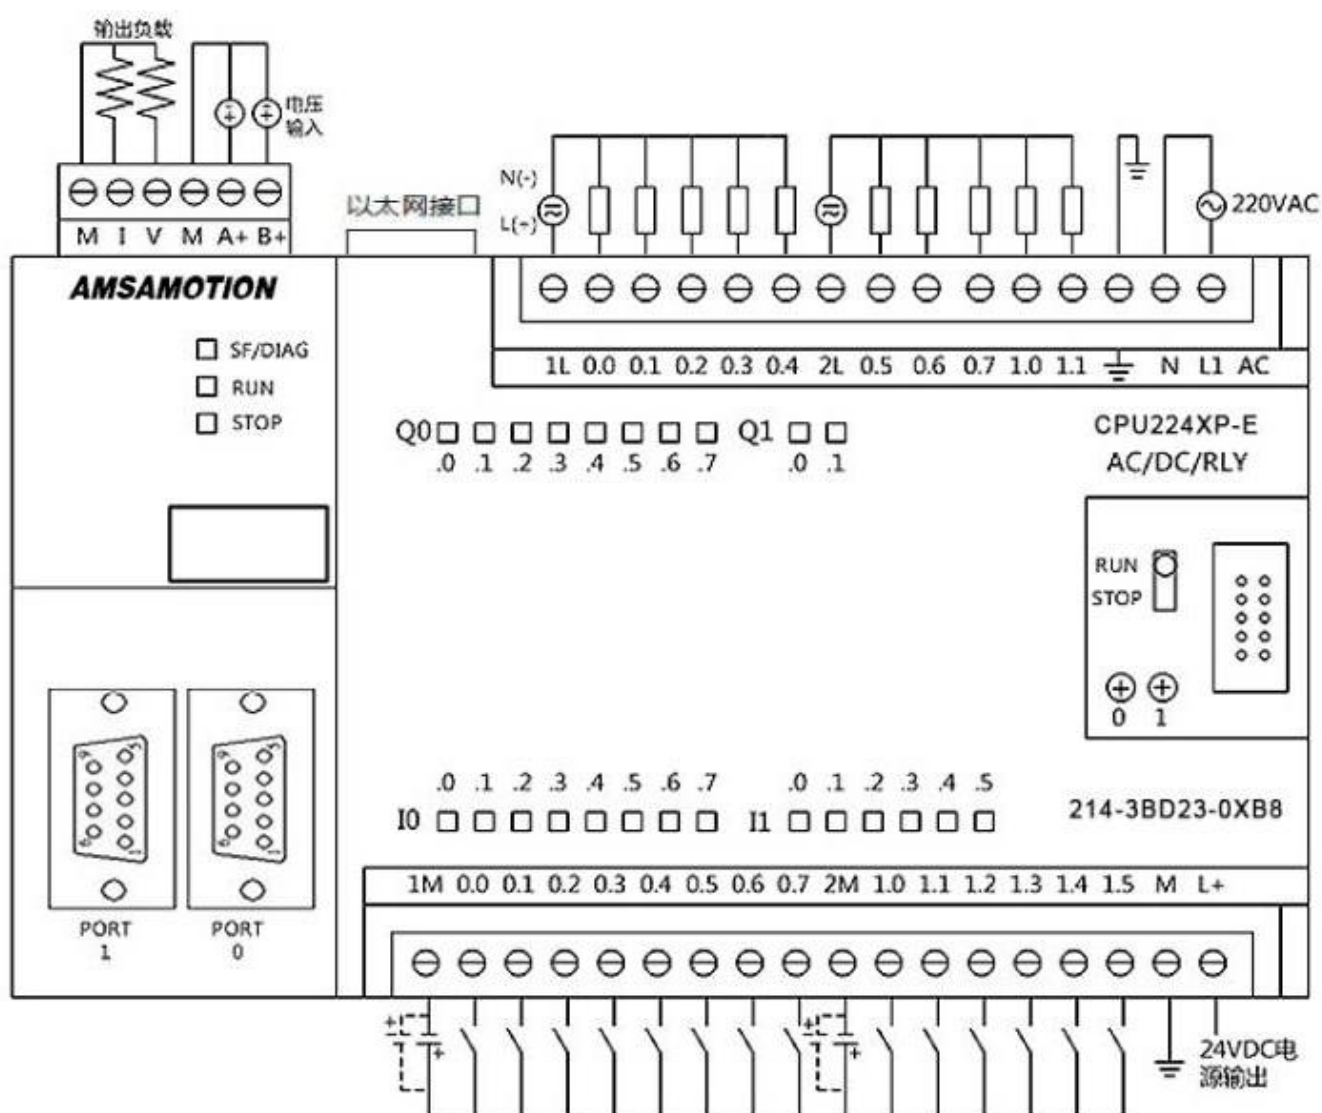 输出负载
电压
输入
M I V M A+ B+
以太网接口
N(-)
L(+)
220VAC
AMSAMOTION
SF/DIAG
RUN
STOP
1L 0.0 0.1 0.2 0.3 0.4 2L 0.5 0.6 0.7 1.0 1.1 N L1 AC
Q0 Q1
.0 .1 .2 .3 .4 .5 .6 .7 .0 .1
CPU224XP-E
AC/DC/RLY
RUN
STOP
0 1
.0 .1 .2 .3 .4 .5 .6 .7 .0 .1 .2 .3 .4 .5
I0 I1
214-3BD23-0XB8
1M 0.0 0.1 0.2 0.3 0.4 0.5 0.6 0.7 2M 1.0 1.1 1.2 1.3 1.4 1.5 M L+
PORT
1
PORT
0
24VDC电
源输出